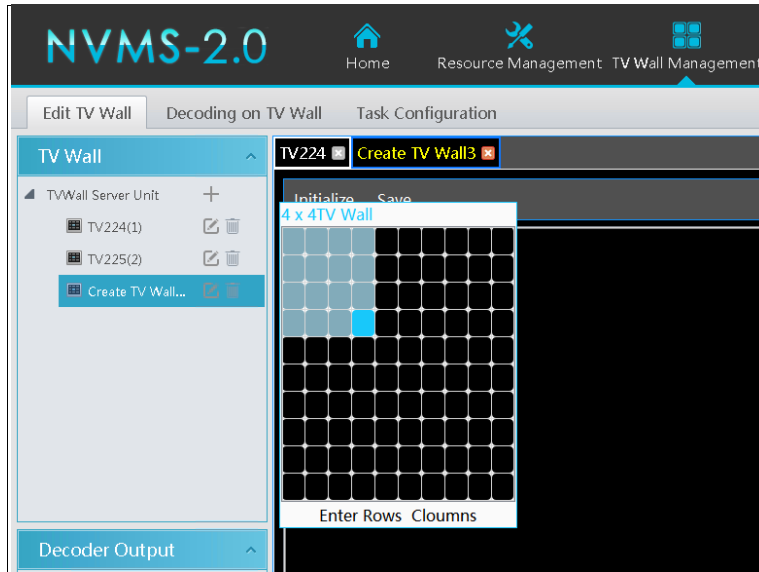 NVMS-2.0
Home
Resource Management
TV Wall Management
Edit TV Wall
Decoding on TV Wall
Task Configuration
TV Wall
TVWall Server Unit
TV224(1)
TV225(2)
Create TV Wall...
Decoder Output
TV224
Create TV Wall3
Initialize Save
4 x 4TV Wall
Enter Rows Cloumns